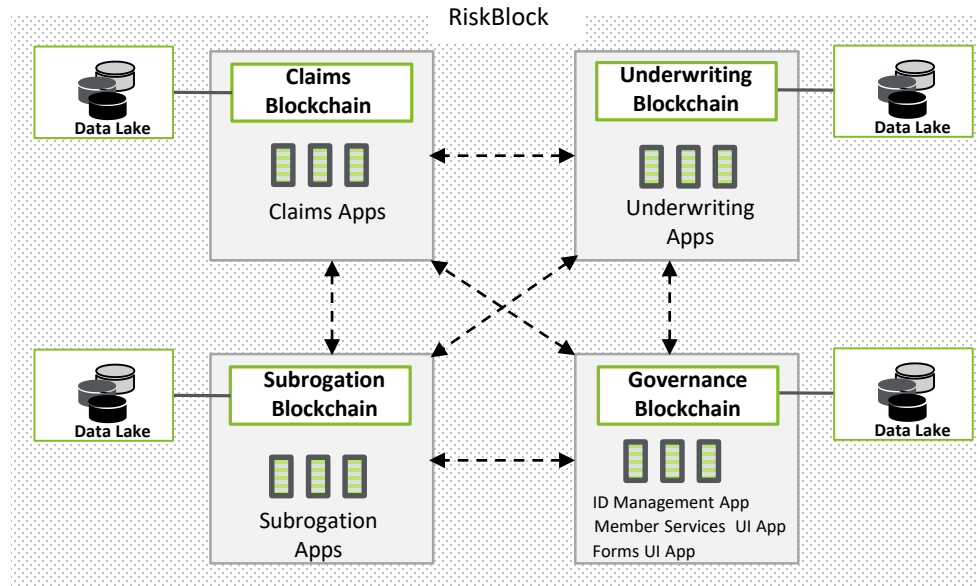 RiskBlock
Data Lake
Claims
Blockchain
Claims Apps
Underwriting
Blockchain
Underwriting
Apps
Data Lake
Data Lake
Subrogation
Blockchain
Subrogation
Apps
Governance
Blockchain
ID Management App
Member Services UI App
Forms UI App
Data Lake